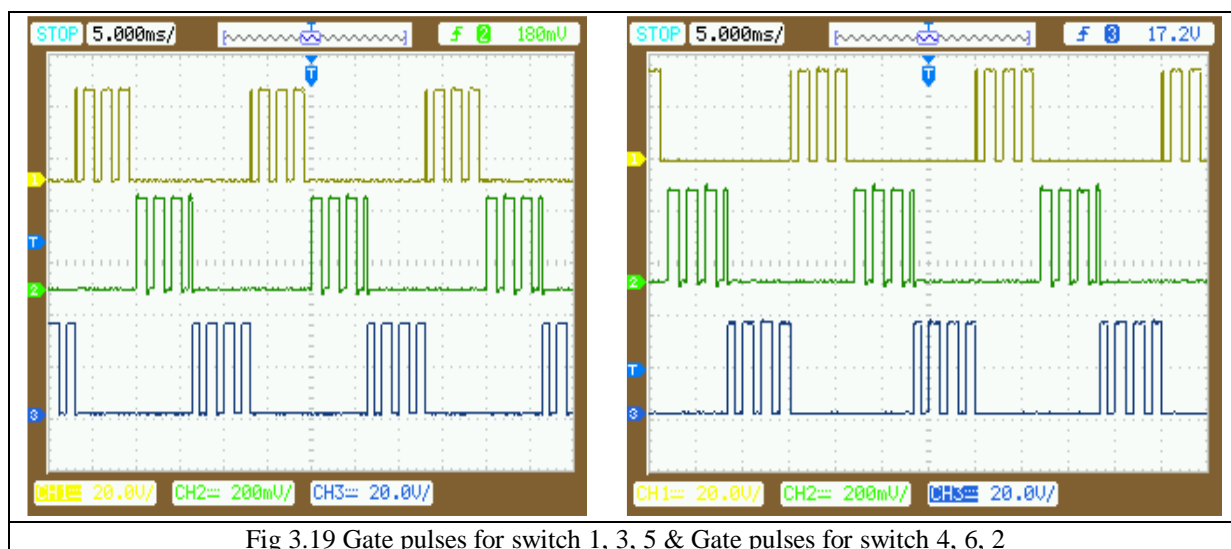 STOP 5.000ms/ T f 2 180mV
T
1
T
2
3
CH1 20.0V/ CH2 200mV/ CH3 20.0V/
STOP 5.000ms/ T f 3 17.2V
T
1
2
T
3
CH1 20.0V/ CH2 200mV/ CH3 20.0V/
Fig 3.19 Gate pulses for switch 1, 3, 5 & Gate pulses for switch 4, 6, 2